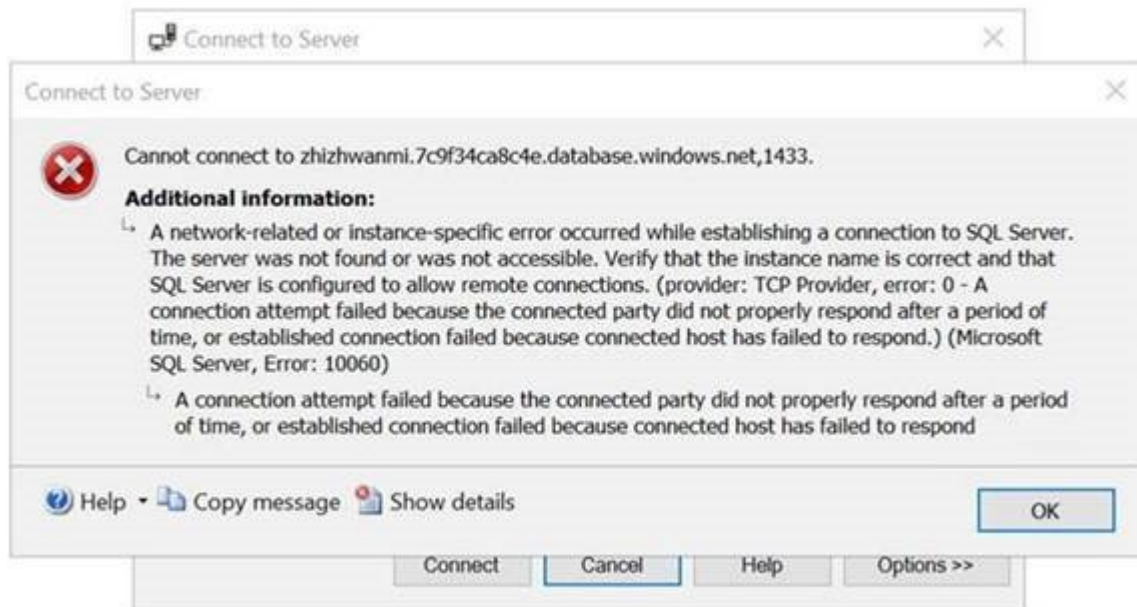 Connect to Server
Connect to Server
Cannot connect to zhizhwanmi.7c9f34ca8c4e.database.windows.net,1433.
Additional information:
A network-related or instance-specific error occurred while establishing a connection to SQL Server.
The server was not found or was not accessible. Verify that the instance name is correct and that
SQL Server is configured to allow remote connections. (provider: TCP Provider, error: 0 - A
connection attempt failed because the connected party did not properly respond after a period of
time, or established connection failed because connected host has failed to respond.) (Microsoft
SQL Server, Error: 10060)
A connection attempt failed because the connected party did not properly respond after a period
of time, or established connection failed because connected host has failed to respond
Help Copy message Show details OK
Connect Cancel Help Options >>